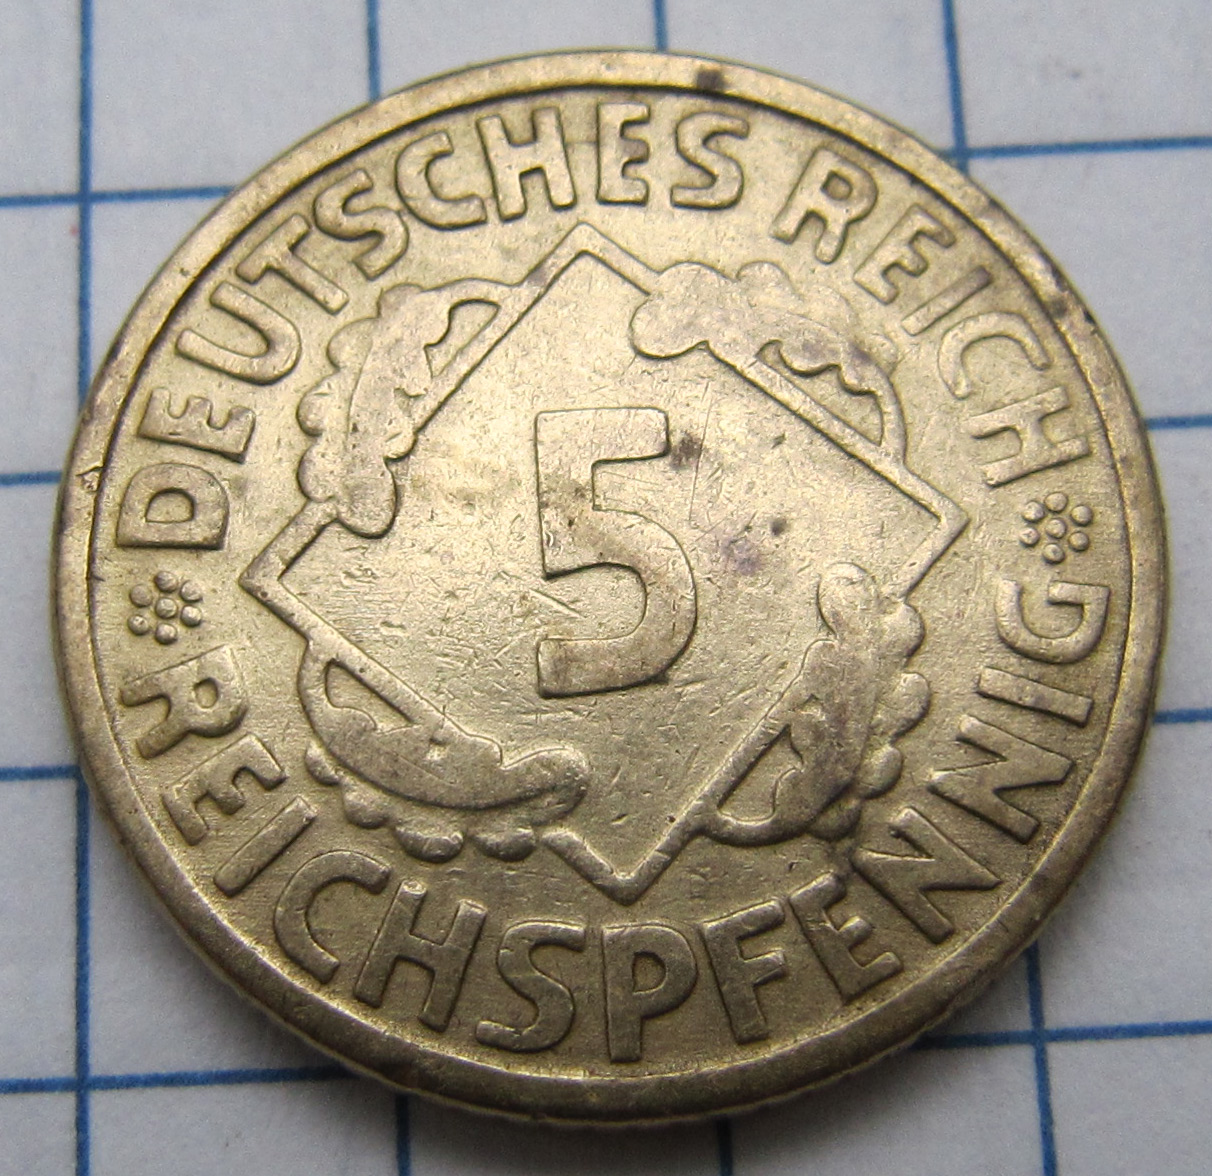 DEUTSCHES REICH
5
REICHSPFENNIG